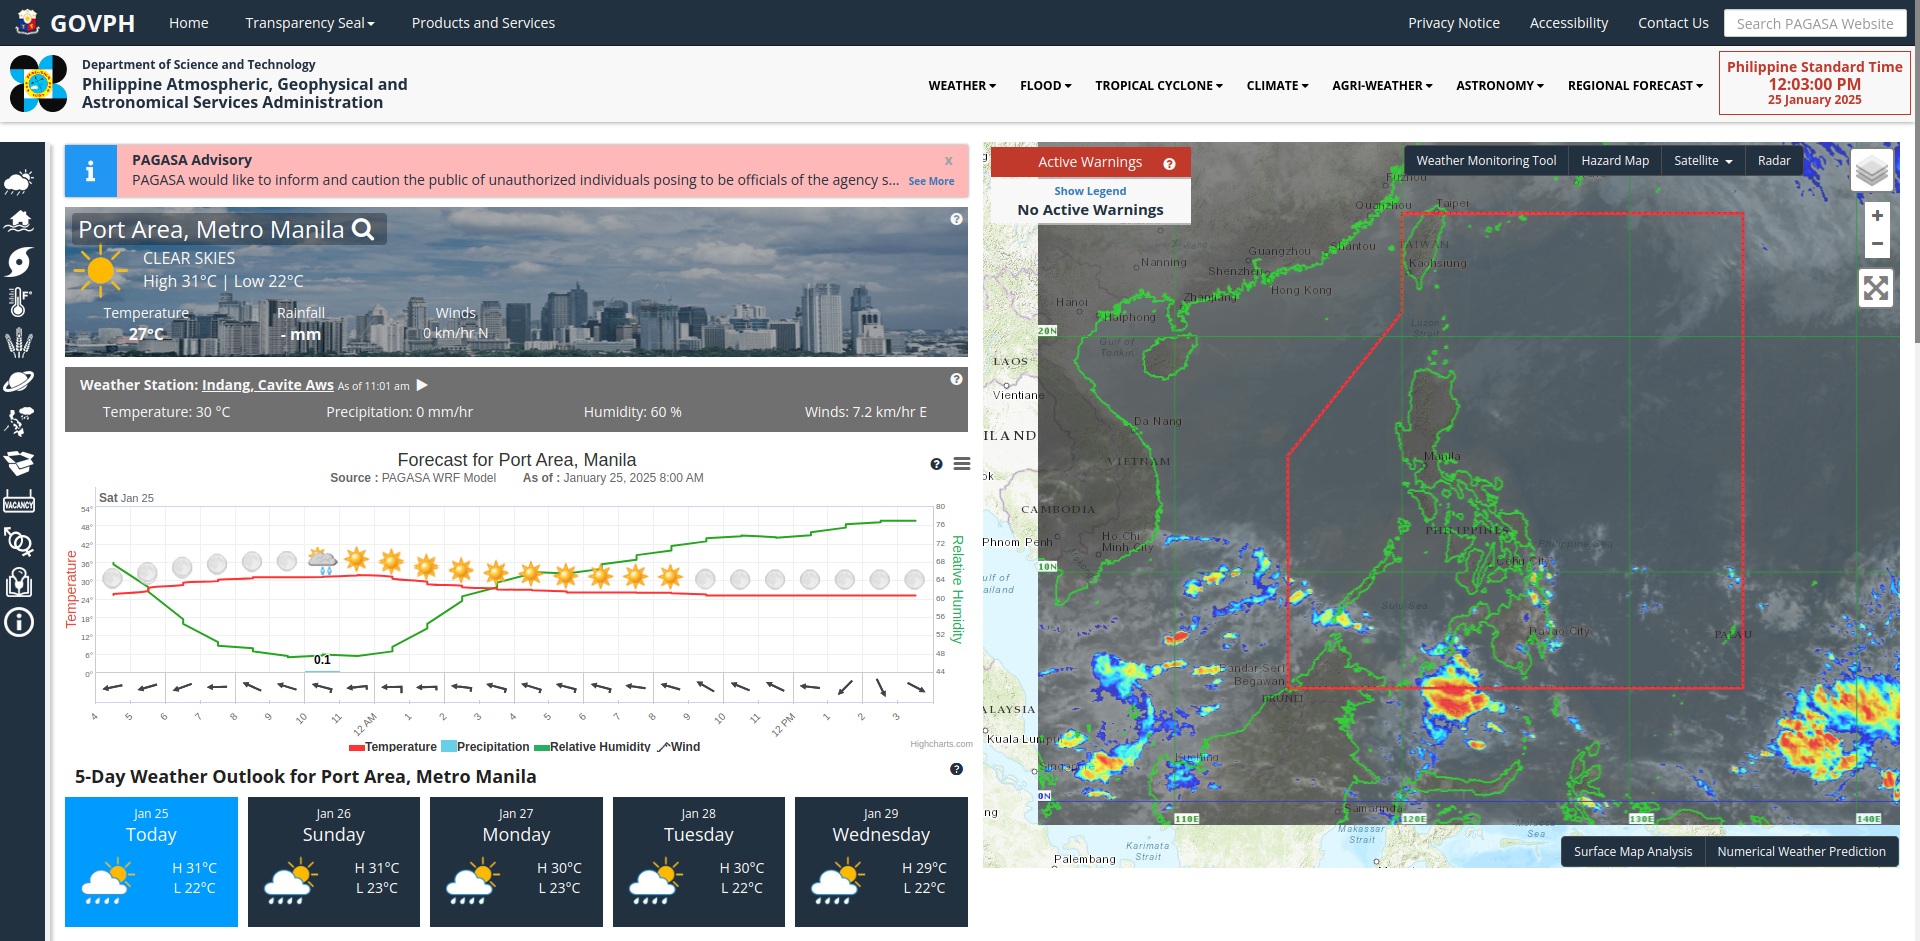 GOVPH
Home
Transparency Seal
Products and Services
Privacy Notice
Accessibility
Contact Us
Search PAGASA Website
Department of Science and Technology
Philippine Atmospheric, Geophysical and
Astronomical Services Administration
WEATHER
FLOOD
TROPICAL CYCLONE
CLIMATE
AGRI-WEATHER
ASTRONOMY
REGIONAL FORECAST
Philippine Standard Time
12:03:00 PM
25 January 2025
PAGASA Advisory
x
PAGASA would like to inform and caution the public of unauthorized individuals posing to be officials of the agency s... See More
Port Area, Metro Manila
CLEAR SKIES
High 31°C | Low 22°C
Temperature
27°C
Rainfall
- mm
Winds
0 km/hr N
Weather Station: Indang, Cavite Aws As of 11:01 am
Temperature: 30 °C
Precipitation: 0 mm/hr
Humidity: 60 %
Winds: 7.2 km/hr E
Forecast for Port Area, Manila
Source : PAGASA WRF Model As of : January 25, 2025 8:00 AM
Sat Jan 25
Temperature
54°
48°
42°
36°
30°
24°
18°
12°
6°
0°
80
76
72
68
64
60
56
52
48
44
Relative Humidity
0.1
4
5
6
7
8
9
10
11
12 AM
1
2
3
4
5
6
7
8
9
10
11
12 PM
1
2
3
Temperature
Precipitation
Relative Humidity
Wind
Highcharts.com
5-Day Weather Outlook for Port Area, Metro Manila
Jan 25
Today
H 31°C
L 22°C
Jan 26
Sunday
H 31°C
L 23°C
Jan 27
Monday
H 30°C
L 23°C
Jan 28
Tuesday
H 30°C
L 22°C
Jan 29
Wednesday
H 29°C
L 22°C
VACANCY
Active Warnings
Show Legend
No Active Warnings
Weather Monitoring Tool
Hazard Map
Satellite
Radar
+
−
Fuzhou
Quanzhou
Taipei
Guangzhou
Shantou
TAIWAN
Nanning
Shenzhen
Kaohsiung
Hong Kong
Hanoi
Zhanjiang
Haiphong
20N
Luzon
Strait
Gulf of
Tonkin
LAOS
Vientiane
Da Nang
ILAND
VIETNAM
Manila
ok
CAMBODIA
PHILIPPINES
Philippine Sea
Phnom Penh
Ho Chi
Minh City
Cebu City
10N
ulf of
ailand
Sulu Sea
Davao City
PALAU
Bandar Seri
Begawan
BRUNEI
ALAYSIA
Kuala Lumpu
Kuching
Singapore
0N
ng
Samarinda
110E
120E
130E
140E
Makassar
Strait
Sea
Karimata
Strait
Palembang
Surface Map Analysis
Numerical Weather Prediction